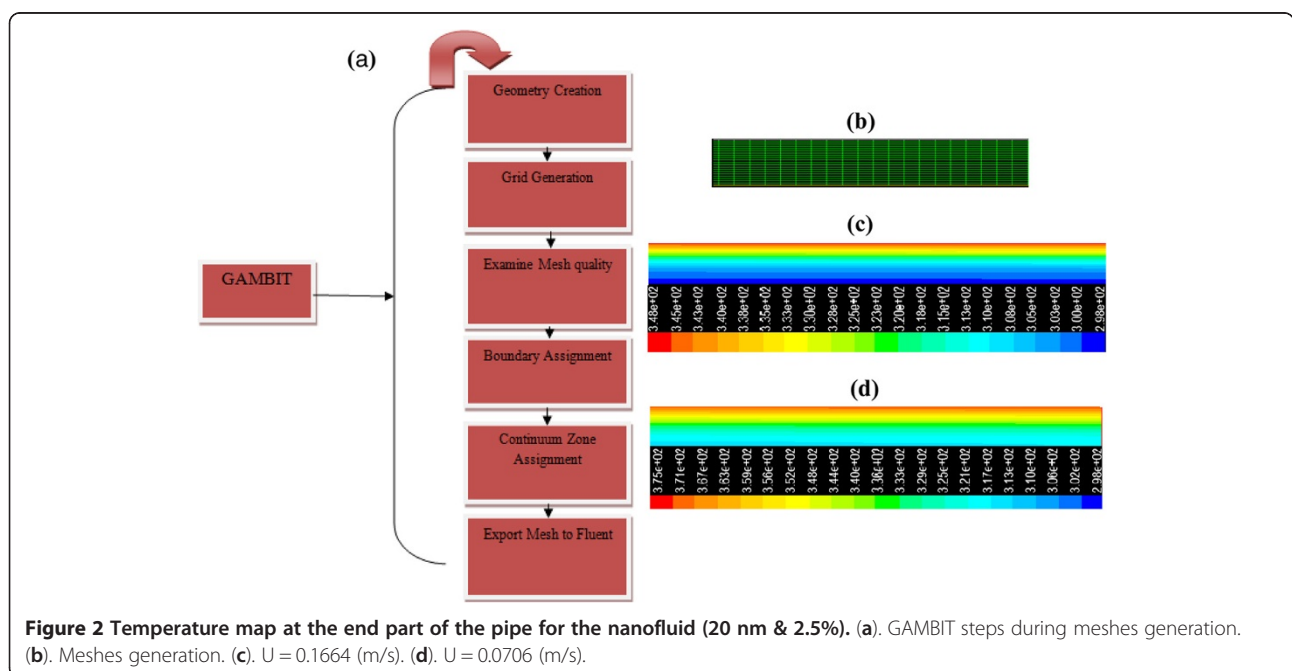 (a)
GAMBIT
Geometry Creation
Grid Generation
Examine Mesh quality
Boundary Assignment
Continuum Zone
Assignment
Export Mesh to Fluent
(b)
(c)
3.48e+02
3.45e+02
3.43e+02
3.40e+02
3.38e+02
3.35e+02
3.33e+02
3.30e+02
3.28e+02
3.25e+02
3.23e+02
3.20e+02
3.18e+02
3.15e+02
3.13e+02
3.10e+02
3.08e+02
3.05e+02
3.03e+02
3.00e+02
2.98e+02
(d)
3.75e+02
3.71e+02
3.67e+02
3.63e+02
3.59e+02
3.56e+02
3.52e+02
3.48e+02
3.44e+02
3.40e+02
3.36e+02
3.33e+02
3.29e+02
3.25e+02
3.21e+02
3.17e+02
3.13e+02
3.10e+02
3.06e+02
3.02e+02
2.98e+02
Figure 2 Temperature map at the end part of the pipe for the nanofluid (20 nm & 2.5%). (a). GAMBIT steps during meshes generation.
(b). Meshes generation. (c). U = 0.1664 (m/s). (d). U = 0.0706 (m/s).